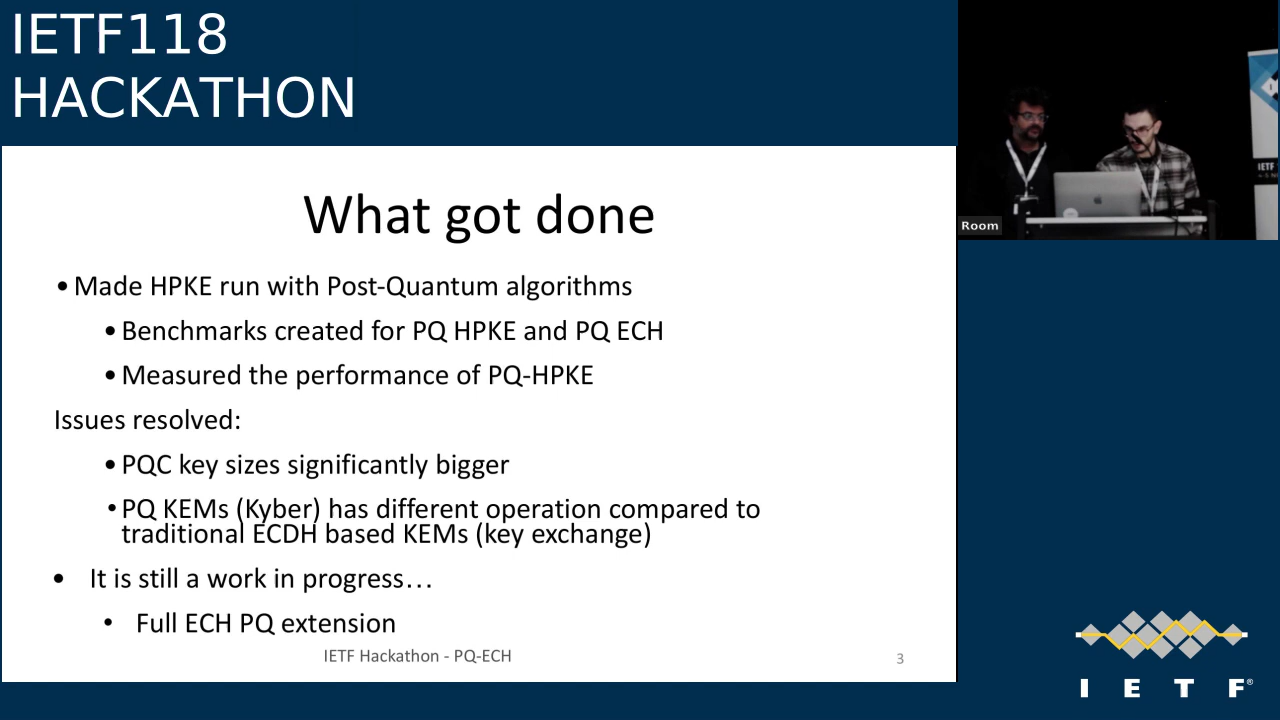 IETF118
HACKATHON
What got done
• Made HPKE run with Post-Quantum algorithms
• Benchmarks created for PQ HPKE and PQ ECH
• Measured the performance of PQ-HPKE
Issues resolved:
• PQC key sizes significantly bigger
• PQ KEMs (Kyber) has different operation compared to
traditional ECDH based KEMs (key exchange)
• It is still a work in progress…
• Full ECH PQ extension
IETF Hackathon - PQ-ECH
3
Room
IETF
I E T F®